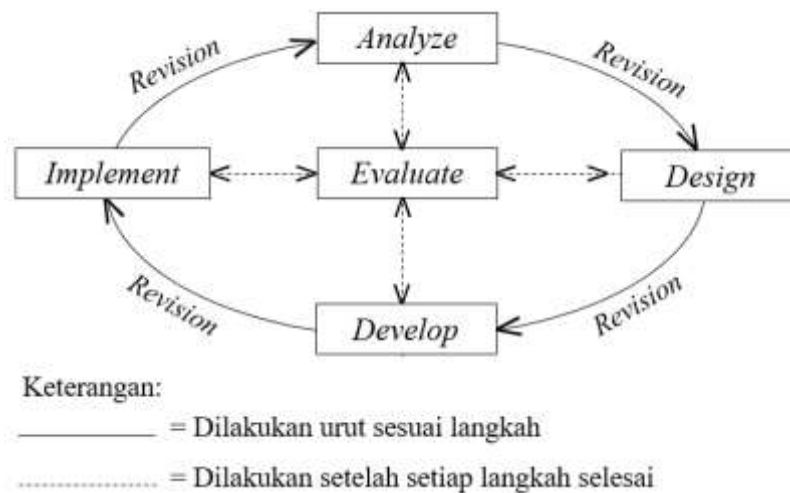 Analyze
Revision
Revision
Implement
Evaluate
Design
Revision
Revision
Develop
Keterangan:
= Dilakukan urut sesuai langkah
= Dilakukan setelah setiap langkah selesai